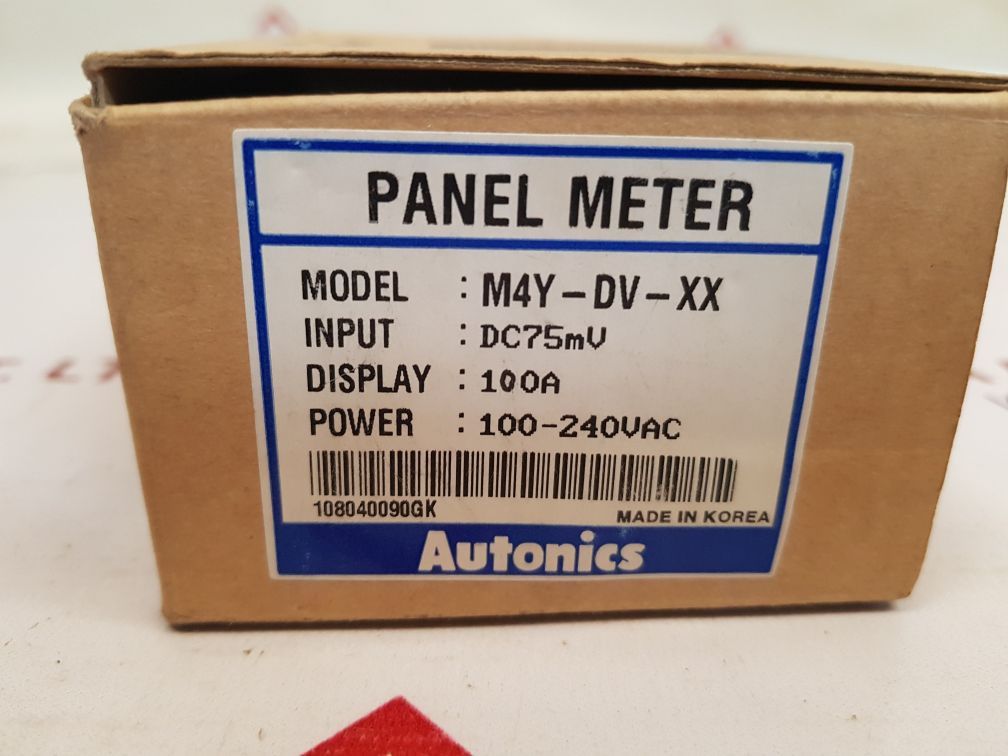 PANEL METER
MODEL : M4Y-DV-XX
INPUT : DC75mV
DISPLAY : 100A
POWER : 100-240VAC
108040090GK
MADE IN KOREA
Autonics